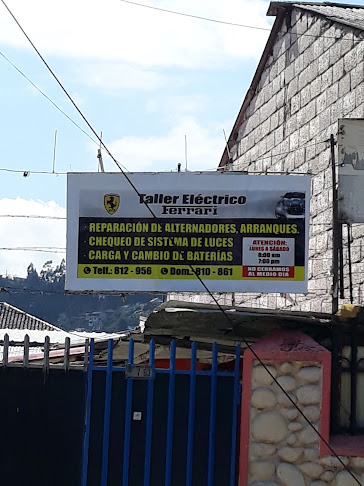 Taller Eléctrico
Ferrari
· REPARACIÓN DE ALTERNADORES, ARRANQUES.
· CHEQUEO DE SISTEMA DE LUCES
· CARGA Y CAMBIO DE BATERÍAS
ATENCIÓN:
LUNES A SÁBADO
8:00 am
7:00 pm
NO CERRAMOS
AL MEDIO DIA
Telf.: 812 - 956
Dom.: 810 - 861